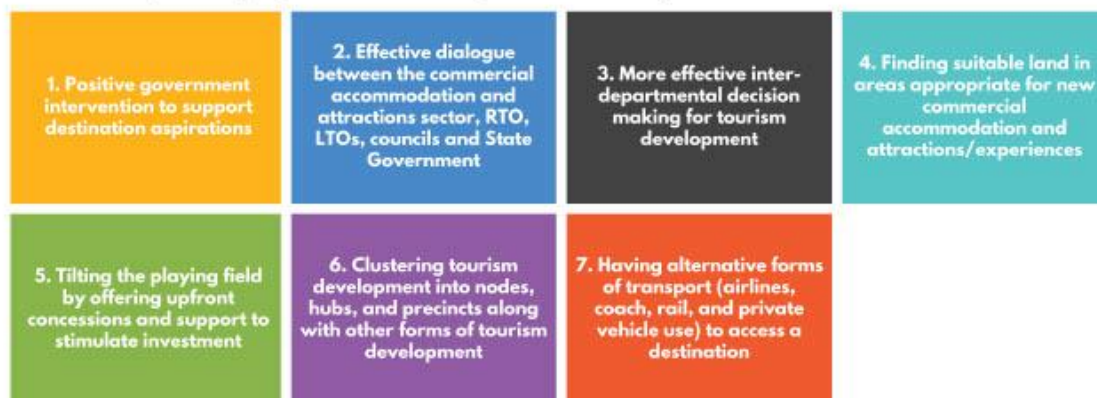 1. Positive government
intervention to support
destination aspirations
2. Effective dialogue
between the commercial
accommodation and
attractions sector, RTO,
LTOs, councils and State
Government
3. More effective inter-
departmental decision
making for tourism
development
4. Finding suitable land in
areas appropriate for new
commercial
accommodation and
attractions/experiences
5. Tilting the playing field
by offering upfront
concessions and support to
stimulate investment
6. Clustering tourism
development into nodes,
hubs, and precincts along
with other forms of tourism
development
7. Having alternative forms
of transport (airlines,
coach, rail, and private
vehicle use) to access a
destination